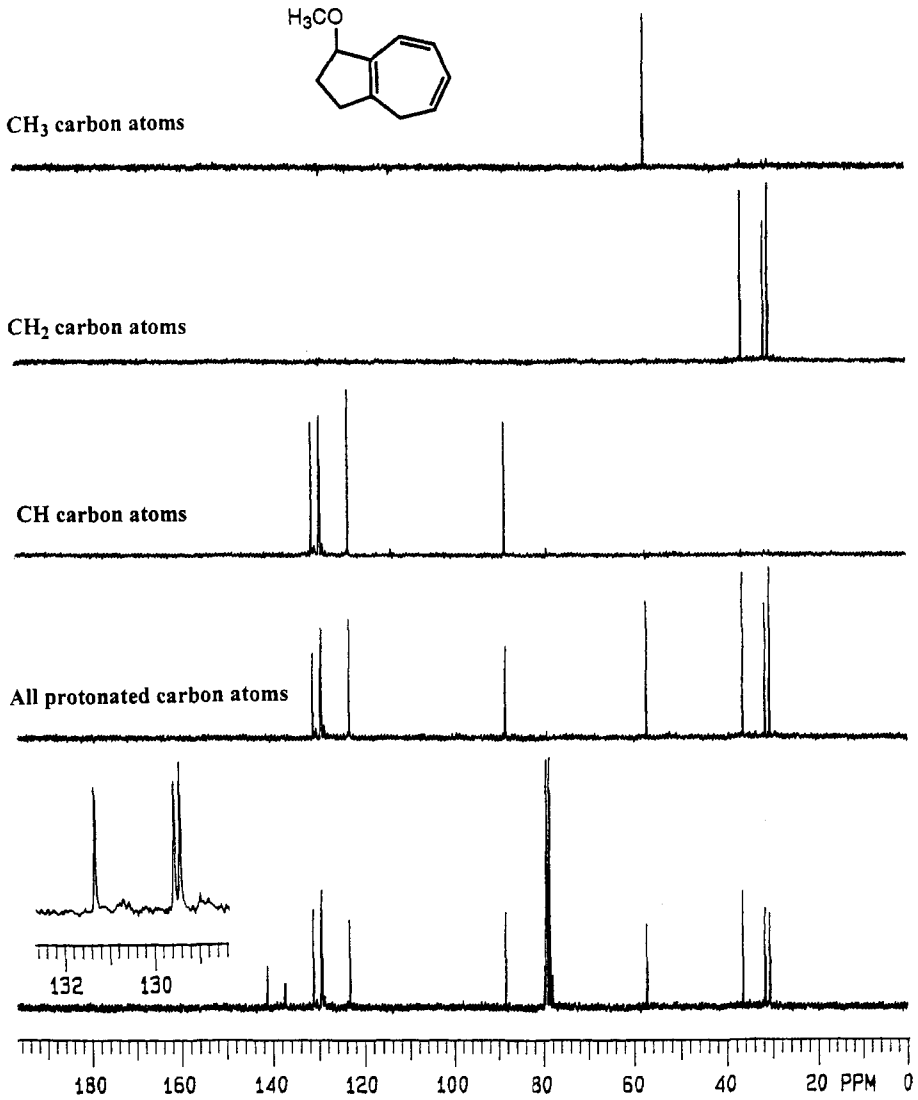 H₃CO
CH₃ carbon atoms
CH₂ carbon atoms
CH carbon atoms
All protonated carbon atoms
132 130
180 160 140 120 100 80 60 40 20 PPM 0